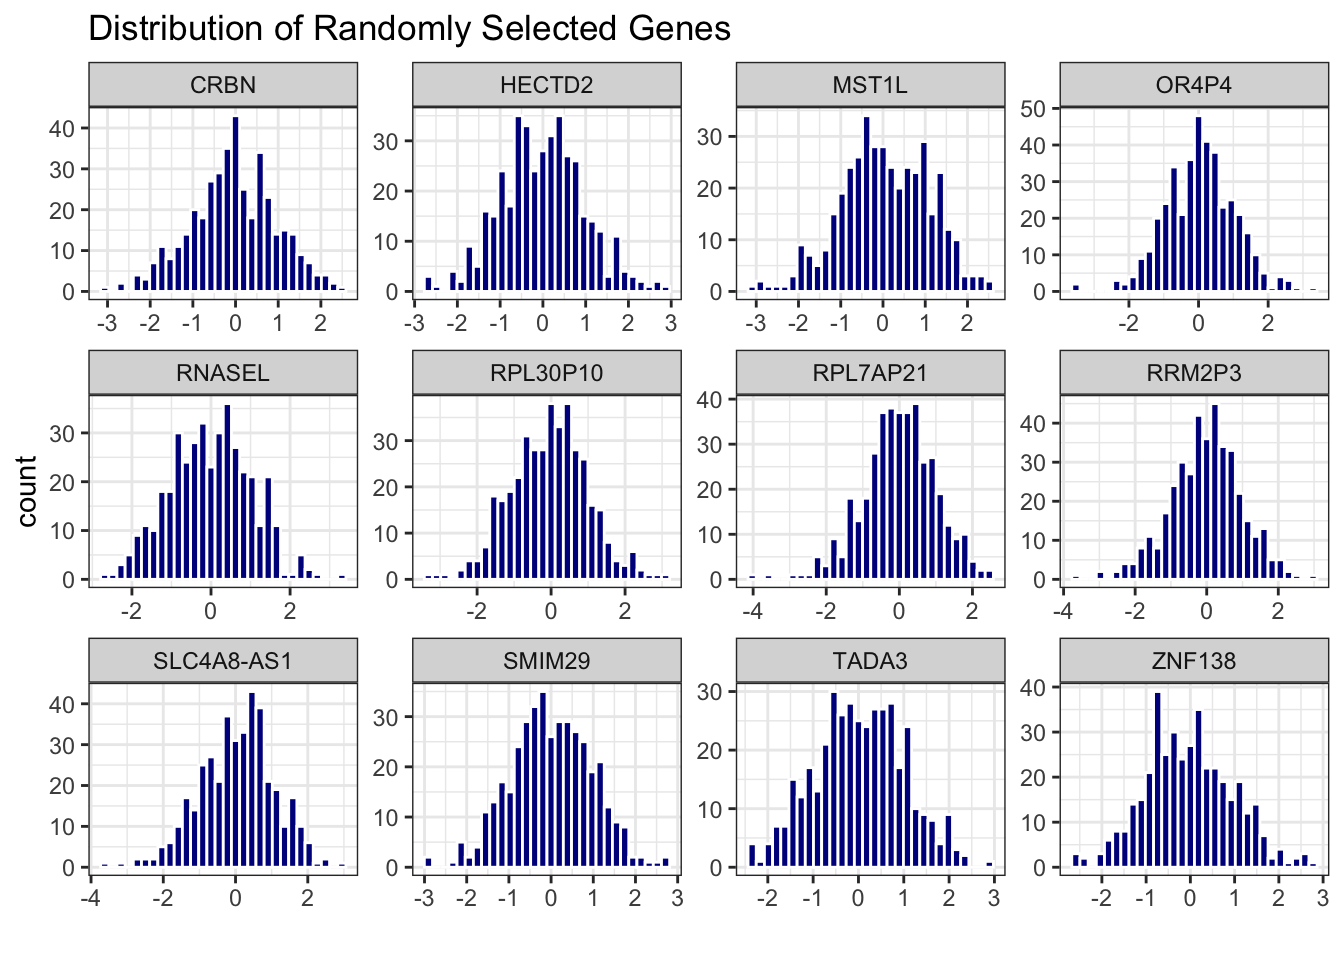 Distribution of Randomly Selected Genes
CRBN HECTD2 MST1L OR4P4
40 30 20 10 0
30 20 10 0
30 20 10 0
50 40 30 20 10 0
-3 -2 -1 0 1 2
-3 -2 -1 0 1 2 3
-3 -2 -1 0 1 2
-2 0 2
RNASEL RPL30P10 RPL7AP21 RRM2P3
count
30 20 10 0
30 20 10 0
40 30 20 10 0
40 30 20 10 0
-2 0 2
-2 0 2
-4 -2 0 2
-4 -2 0 2
SLC4A8-AS1 SMIM29 TADA3 ZNF138
40 30 20 10 0
30 20 10 0
30 20 10 0
40 30 20 10 0
-4 -2 0 2
-3 -2 -1 0 1 2 3
-2 -1 0 1 2 3
-2 -1 0 1 2 3